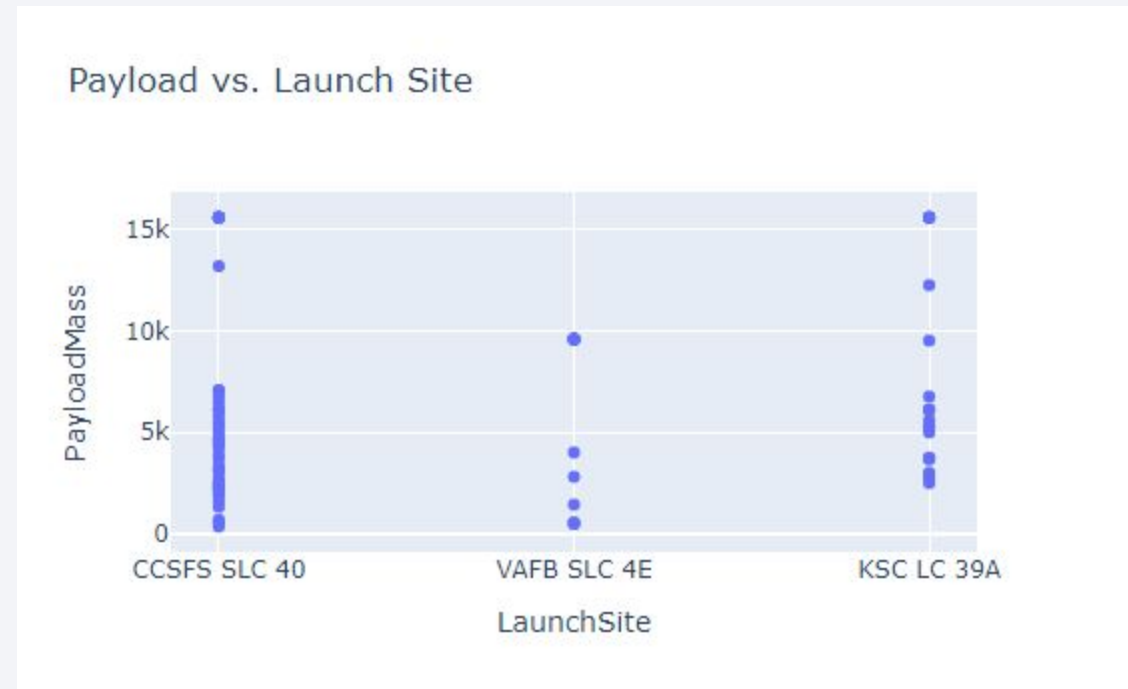 Payload vs. Launch Site
15k
10k
5k
0
PayloadMass
CCSFS SLC 40 VAFB SLC 4E KSC LC 39A
LaunchSite